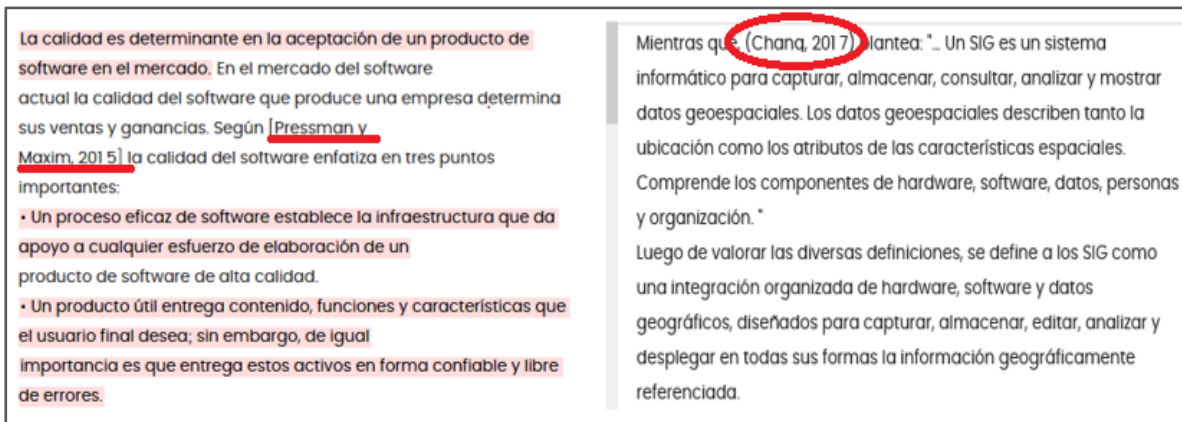 La calidad es determinante en la aceptación de un producto de
software en el mercado. En el mercado del software
actual la calidad del software que produce una empresa determina
sus ventas y ganancias. Según [Pressman y
Maxim, 2015] la calidad del software enfatiza en tres puntos
importantes:
• Un proceso eficaz de software establece la infraestructura que da
apoyo a cualquier esfuerzo de elaboración de un
producto de software de alta calidad.
• Un producto útil entrega contenido, funciones y características que
el usuario final desea; sin embargo, de igual
importancia es que entrega estos activos en forma confiable y libre
de errores.
Mientras que, (Chang, 2017) plantea: "... Un SIG es un sistema
informático para capturar, almacenar, consultar, analizar y mostrar
datos geoespaciales. Los datos geoespaciales describen tanto la
ubicación como los atributos de las características espaciales.
Comprende los componentes de hardware, software, datos, personas
y organización. "
Luego de valorar las diversas definiciones, se define a los SIG como
una integración organizada de hardware, software y datos
geográficos, diseñados para capturar, almacenar, editar, analizar y
desplegar en todas sus formas la información geográficamente
referenciada.